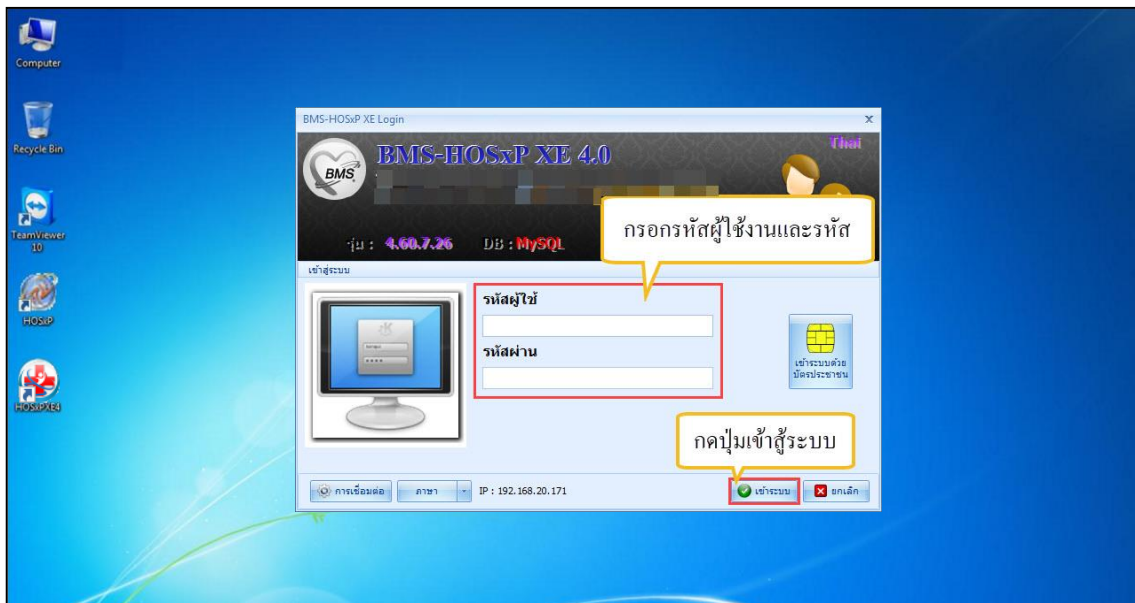 Computer
Recycle Bin
TeamViewer
10
HOSxP
HOSxPXE4
BMS-HOSxP XE Login
x
BMS
BMS-HOSxP XE 4.0
Thai
รุ่น : 4.60.7.26 DB : MySQL
กรอกรหัสผู้ใช้งานและรหัส
เข้าสู่ระบบ
รหัสผู้ใช้
รหัสผ่าน
เข้าระบบด้วย
บัตรประชาชน
กดปุ่มเข้าสู้ระบบ
การเชื่อมต่อ
ภาษา
IP : 192.168.20.171
เข้าระบบ
ยกเลิก